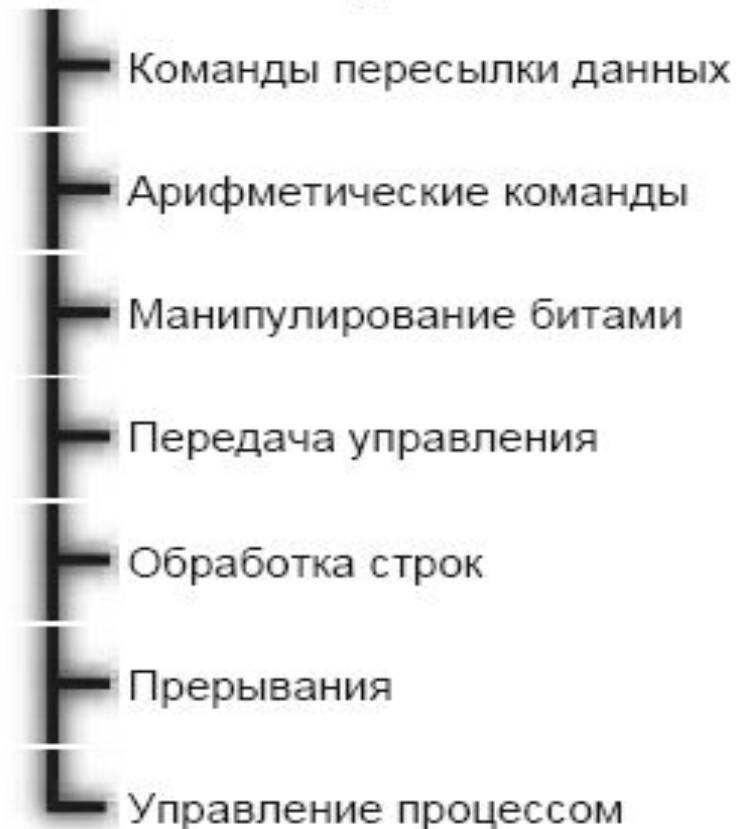 Команды пересылки данных
Арифметические команды
Манипулирование битами
Передача управления
Обработка строк
Прерывания
Управление процессом